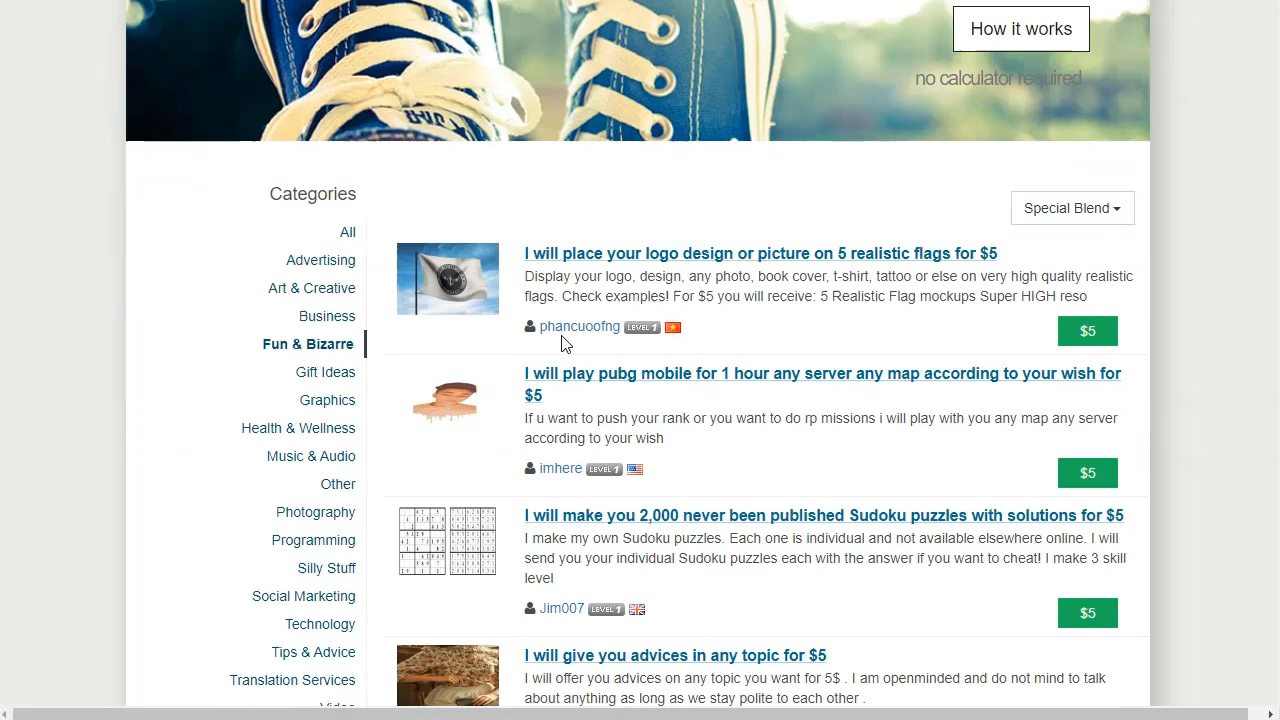 How it works
no calculator required
Categories
All
Advertising
Art & Creative
Business
Fun & Bizarre
Gift Ideas
Graphics
Health & Wellness
Music & Audio
Other
Photography
Programming
Silly Stuff
Social Marketing
Technology
Tips & Advice
Translation Services
Special Blend
I will place your logo design or picture on 5 realistic flags for $5
Display your logo, design, any photo, book cover, t-shirt, tattoo or else on very high quality realistic
flags. Check examples! For $5 you will receive: 5 Realistic Flag mockups Super HIGH reso
phancuoofng LEVEL 1
$5
I will play pubg mobile for 1 hour any server any map according to your wish for
$5
If u want to push your rank or you want to do rp missions i will play with you any map any server
according to your wish
imhere LEVEL 1
$5
I will make you 2,000 never been published Sudoku puzzles with solutions for $5
I make my own Sudoku puzzles. Each one is individual and not available elsewhere online. I will
send you your individual Sudoku puzzles each with the answer if you want to cheat! I make 3 skill
level
Jim007 LEVEL 1
$5
I will give you advices in any topic for $5
I will offer you advices on any topic you want for 5$ . I am openminded and do not mind to talk
about anything as long as we stay polite to each other .